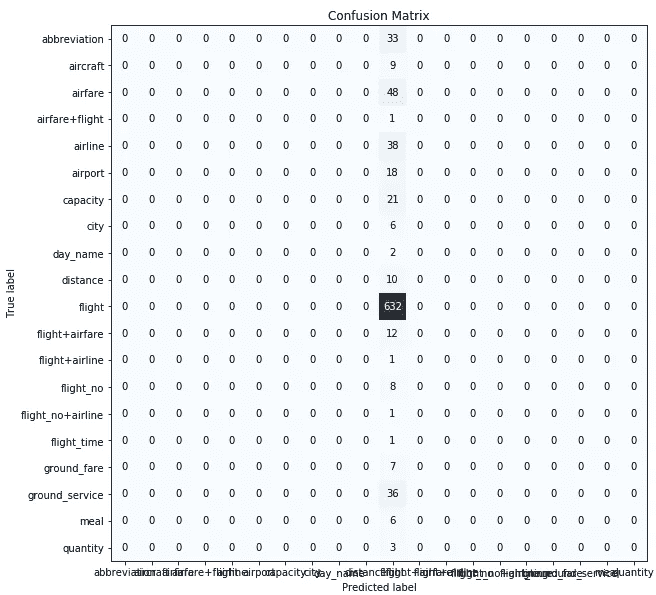 Confusion Matrix
abbreviation 0 0 0 0 0 0 0 0 0 0 33 0 0 0 0 0 0 0 0 0
aircraft 0 0 0 0 0 0 0 0 0 0 9 0 0 0 0 0 0 0 0 0
airfare 0 0 0 0 0 0 0 0 0 0 48 0 0 0 0 0 0 0 0 0
airfare+flight 0 0 0 0 0 0 0 0 0 0 1 0 0 0 0 0 0 0 0 0
airline 0 0 0 0 0 0 0 0 0 0 38 0 0 0 0 0 0 0 0 0
airport 0 0 0 0 0 0 0 0 0 0 18 0 0 0 0 0 0 0 0 0
capacity 0 0 0 0 0 0 0 0 0 0 21 0 0 0 0 0 0 0 0 0
city 0 0 0 0 0 0 0 0 0 0 6 0 0 0 0 0 0 0 0 0
day_name 0 0 0 0 0 0 0 0 0 0 2 0 0 0 0 0 0 0 0 0
distance 0 0 0 0 0 0 0 0 0 0 10 0 0 0 0 0 0 0 0 0
True label
flight 0 0 0 0 0 0 0 0 0 0 632 0 0 0 0 0 0 0 0 0
flight+airfare 0 0 0 0 0 0 0 0 0 0 12 0 0 0 0 0 0 0 0 0
flight+airline 0 0 0 0 0 0 0 0 0 0 1 0 0 0 0 0 0 0 0 0
flight_no 0 0 0 0 0 0 0 0 0 0 8 0 0 0 0 0 0 0 0 0
flight_no+airline 0 0 0 0 0 0 0 0 0 0 1 0 0 0 0 0 0 0 0 0
flight_time 0 0 0 0 0 0 0 0 0 0 1 0 0 0 0 0 0 0 0 0
ground_fare 0 0 0 0 0 0 0 0 0 0 7 0 0 0 0 0 0 0 0 0
ground_service 0 0 0 0 0 0 0 0 0 0 36 0 0 0 0 0 0 0 0 0
meal 0 0 0 0 0 0 0 0 0 0 6 0 0 0 0 0 0 0 0 0
quantity 0 0 0 0 0 0 0 0 0 0 3 0 0 0 0 0 0 0 0 0
abbreviation airport capacity city day_name distance quantity
Predicted label